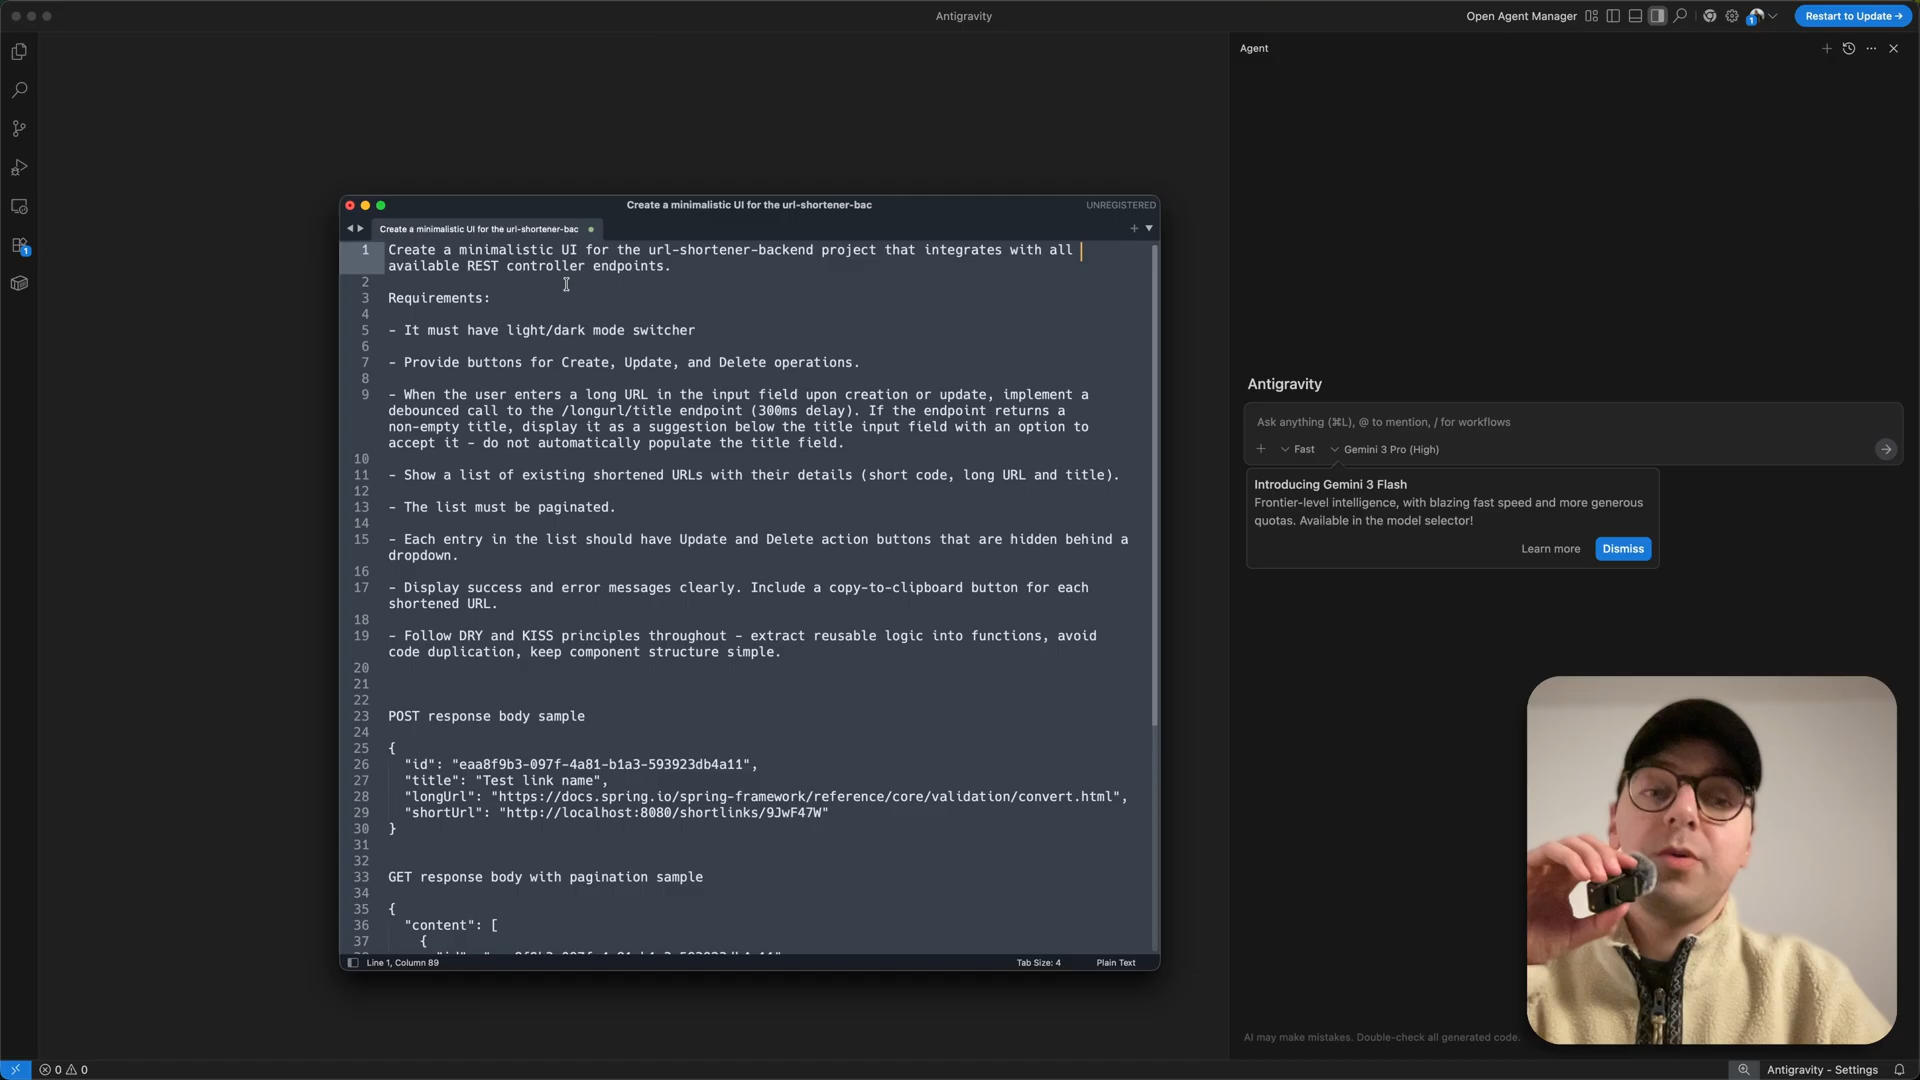 Antigravity
Open Agent Manager
1
Restart to Update →
Agent
1
Create a minimalistic UI for the url-shortener-bac
UNREGISTERED
Create a minimalistic UI for the url-shortener-bac
1 Create a minimalistic UI for the url-shortener-backend project that integrates with all
available REST controller endpoints.
2
3 Requirements:
4
5 - It must have light/dark mode switcher
6
7 - Provide buttons for Create, Update, and Delete operations.
8
9 - When the user enters a long URL in the input field upon creation or update, implement a
debounced call to the /longurl/title endpoint (300ms delay). If the endpoint returns a
non-empty title, display it as a suggestion below the title input field with an option to
accept it - do not automatically populate the title field.
10
11 - Show a list of existing shortened URLs with their details (short code, long URL and title).
12
13 - The list must be paginated.
14
15 - Each entry in the list should have Update and Delete action buttons that are hidden behind a
dropdown.
16
17 - Display success and error messages clearly. Include a copy-to-clipboard button for each
shortened URL.
18
19 - Follow DRY and KISS principles throughout - extract reusable logic into functions, avoid
code duplication, keep component structure simple.
20
21
22
23 POST response body sample
24
25 {
26 "id": "eaa8f9b3-097f-4a81-b1a3-593923db4a11",
27 "title": "Test link name",
28 "longUrl": "https://docs.spring.io/spring-framework/reference/core/validation/convert.html",
29 "shortUrl": "http://localhost:8080/shortlinks/9JwF47W"
30 }
31
32
33 GET response body with pagination sample
34
35 {
36 "content": [
37 {
Line 1, Column 89
Tab Size: 4
Plain Text
Antigravity
Ask anything (⌘L), @ to mention, / for workflows
Fast
Gemini 3 Pro (High)
Introducing Gemini 3 Flash
Frontier-level intelligence, with blazing fast speed and more generous
quotas. Available in the model selector!
Learn more
Dismiss
AI may make mistakes. Double-check all generated code.
0 0
Antigravity - Settings